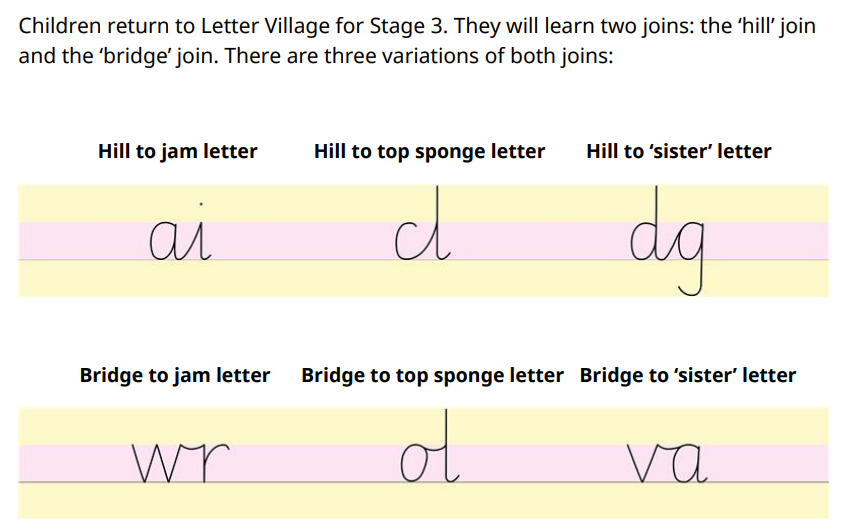 Children return to Letter Village for Stage 3. They will learn two joins: the ‘hill’ join
and the ‘bridge’ join. There are three variations of both joins:
Hill to jam letter Hill to top sponge letter Hill to ‘sister’ letter
ai cl dg
Bridge to jam letter Bridge to top sponge letter Bridge to ‘sister’ letter
wr ol va